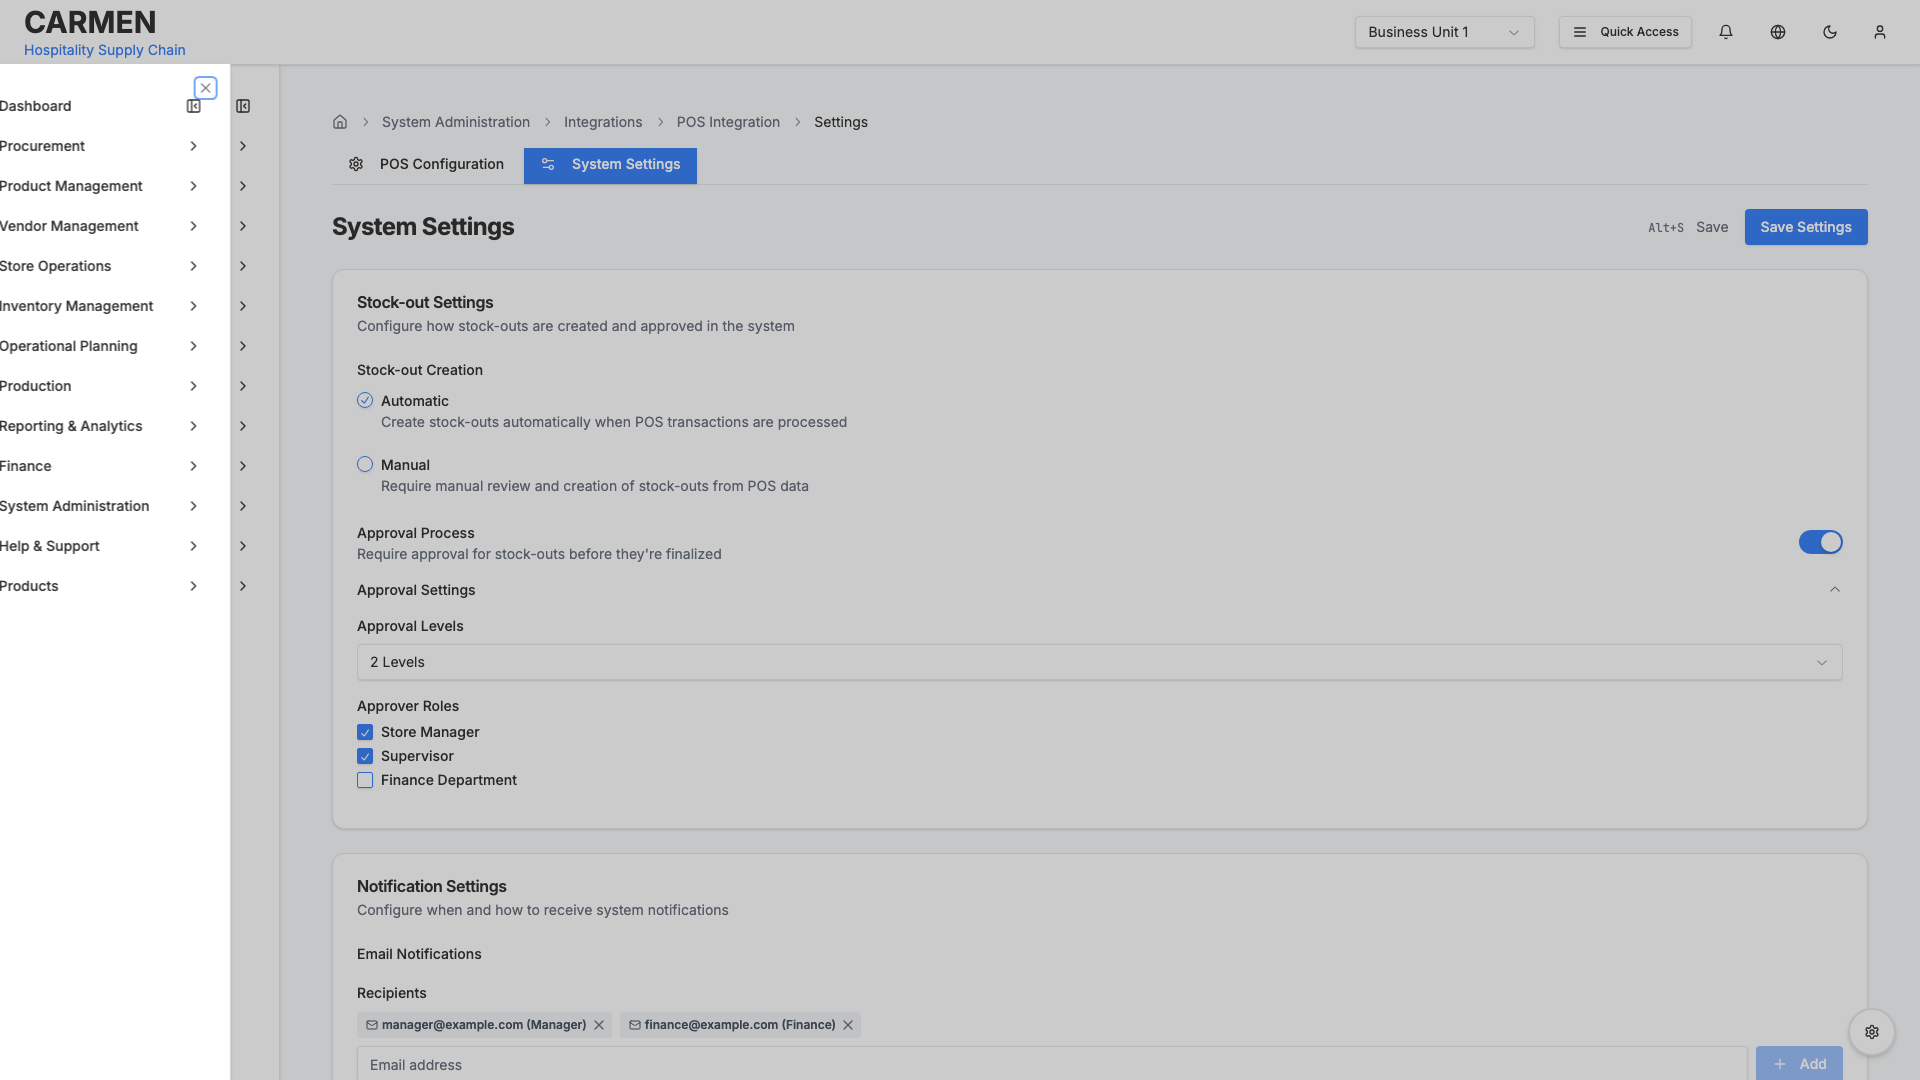 CARMEN
Hospitality Supply Chain
Business Unit 1
Quick Access
Dashboard
Procurement
Product Management
Vendor Management
Store Operations
Inventory Management
Operational Planning
Production
Reporting & Analytics
Finance
System Administration
Help & Support
Products
System Administration
Integrations
POS Integration
Settings
POS Configuration
System Settings
System Settings
Alt+S Save
Save Settings
Stock-out Settings
Configure how stock-outs are created and approved in the system
Stock-out Creation
Automatic
Create stock-outs automatically when POS transactions are processed
Manual
Require manual review and creation of stock-outs from POS data
Approval Process
Require approval for stock-outs before they're finalized
Approval Settings
Approval Levels
2 Levels
Approver Roles
Store Manager
Supervisor
Finance Department
Notification Settings
Configure when and how to receive system notifications
Email Notifications
Recipients
manager@example.com (Manager)
finance@example.com (Finance)
Email address
Add